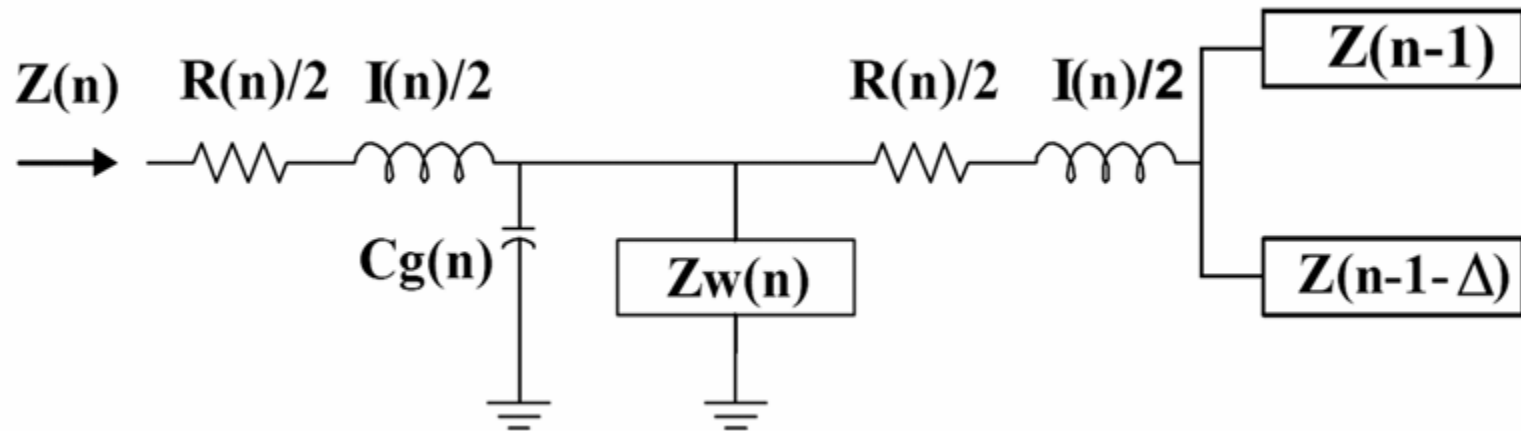 Z(n)
R(n)/2
I(n)/2
Cg(n)
Zw(n)
R(n)/2
I(n)/2
Z(n-1)
Z(n-1-Δ)